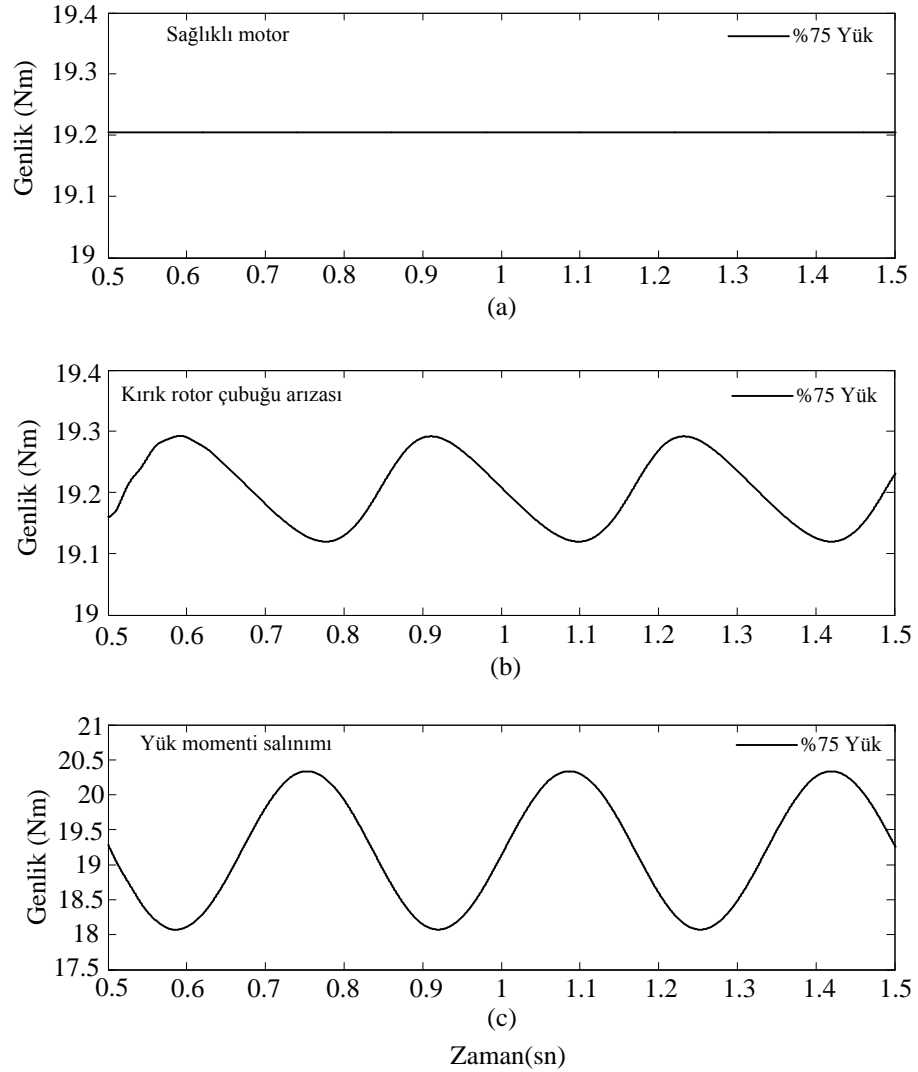 19.4
Sağlıklı motor
%75 Yük
19.3
19.2
19.1
19
Genlik (Nm)
0.5 0.6 0.7 0.8 0.9 1 1.1 1.2 1.3 1.4 1.5
(a)
19.4
Kırık rotor çubuğu arızası
%75 Yük
19.3
19.2
19.1
19
Genlik (Nm)
0.5 0.6 0.7 0.8 0.9 1 1.1 1.2 1.3 1.4 1.5
(b)
21
Yük momenti salınımı
%75 Yük
20.5
20
19.5
19
18.5
18
17.5
Genlik (Nm)
0.5 0.6 0.7 0.8 0.9 1 1.1 1.2 1.3 1.4 1.5
(c)
Zaman(sn)